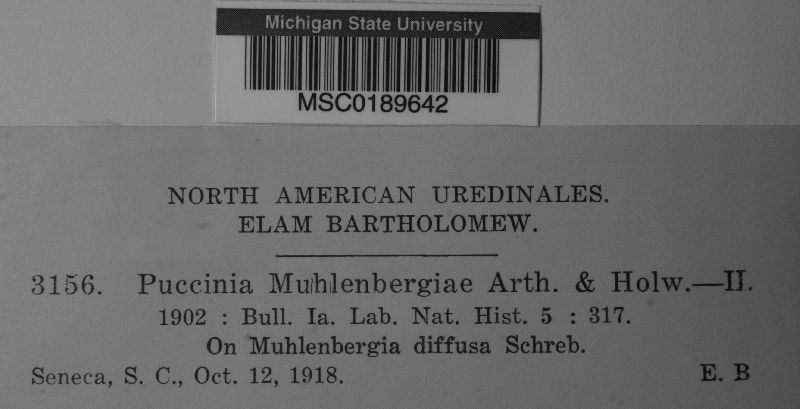 Michigan State University
MSC0189642
NORTH AMERICAN UREDINALES.
ELAM BARTHOLOMEW.
3156. Puccinia Muhlenbergiae Arth. & Holw.—II.
1902 : Bull. Ia. Lab. Nat. Hist. 5 : 317.
On Muhlenbergia diffusa Schreb.
Seneca, S. C., Oct. 12, 1918. E. B